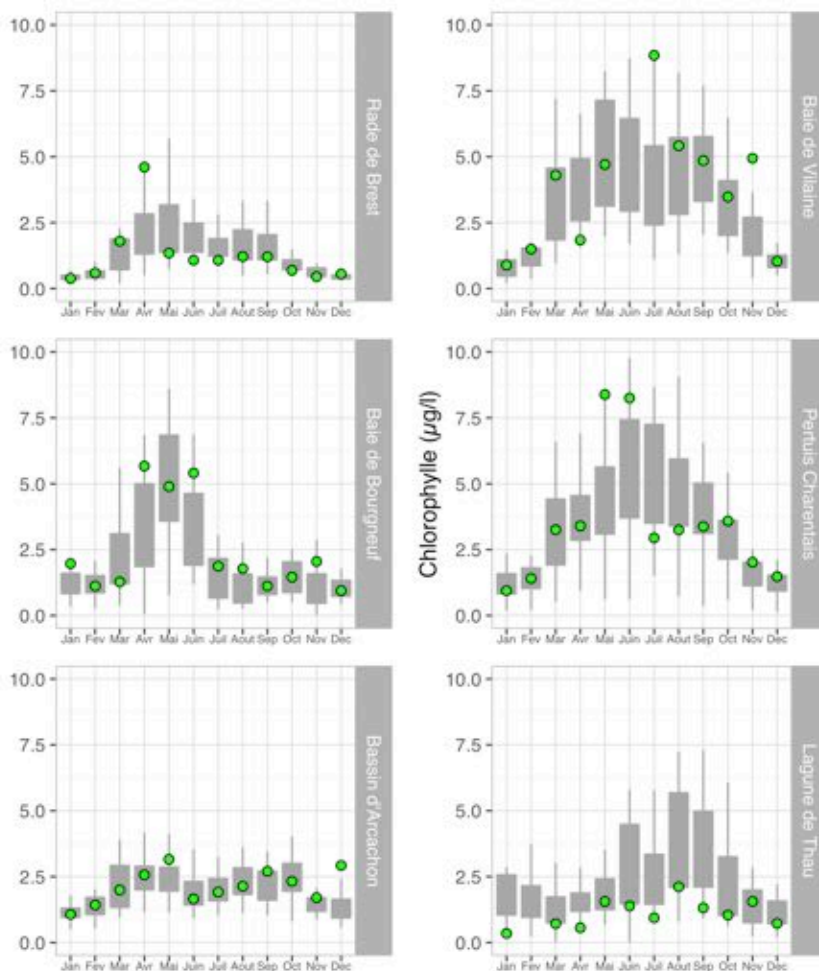 10.0
7.5
5.0
2.5
0.0
Jan Fev Mar Avr Mai Juin Juil Aout Sep Oct Nov Dec
Rade de Brest
10.0
7.5
5.0
2.5
0.0
Jan Fev Mar Avr Mai Juin Juil Aout Sep Oct Nov Dec
Baie de Vilaine
10.0
7.5
5.0
2.5
0.0
Jan Fev Mar Avr Mai Juin Juil Aout Sep Oct Nov Dec
Baie de Bourgneuf
Chlorophylle (µg/l)
10.0
7.5
5.0
2.5
0.0
Jan Fev Mar Avr Mai Juin Juil Aout Sep Oct Nov Dec
Pertuis Charentais
10.0
7.5
5.0
2.5
0.0
Jan Fev Mar Avr Mai Juin Juil Aout Sep Oct Nov Dec
Bassin d'Arcachon
10.0
7.5
5.0
2.5
0.0
Jan Fev Mar Avr Mai Juin Juil Aout Sep Oct Nov Dec
Lagune de Thau